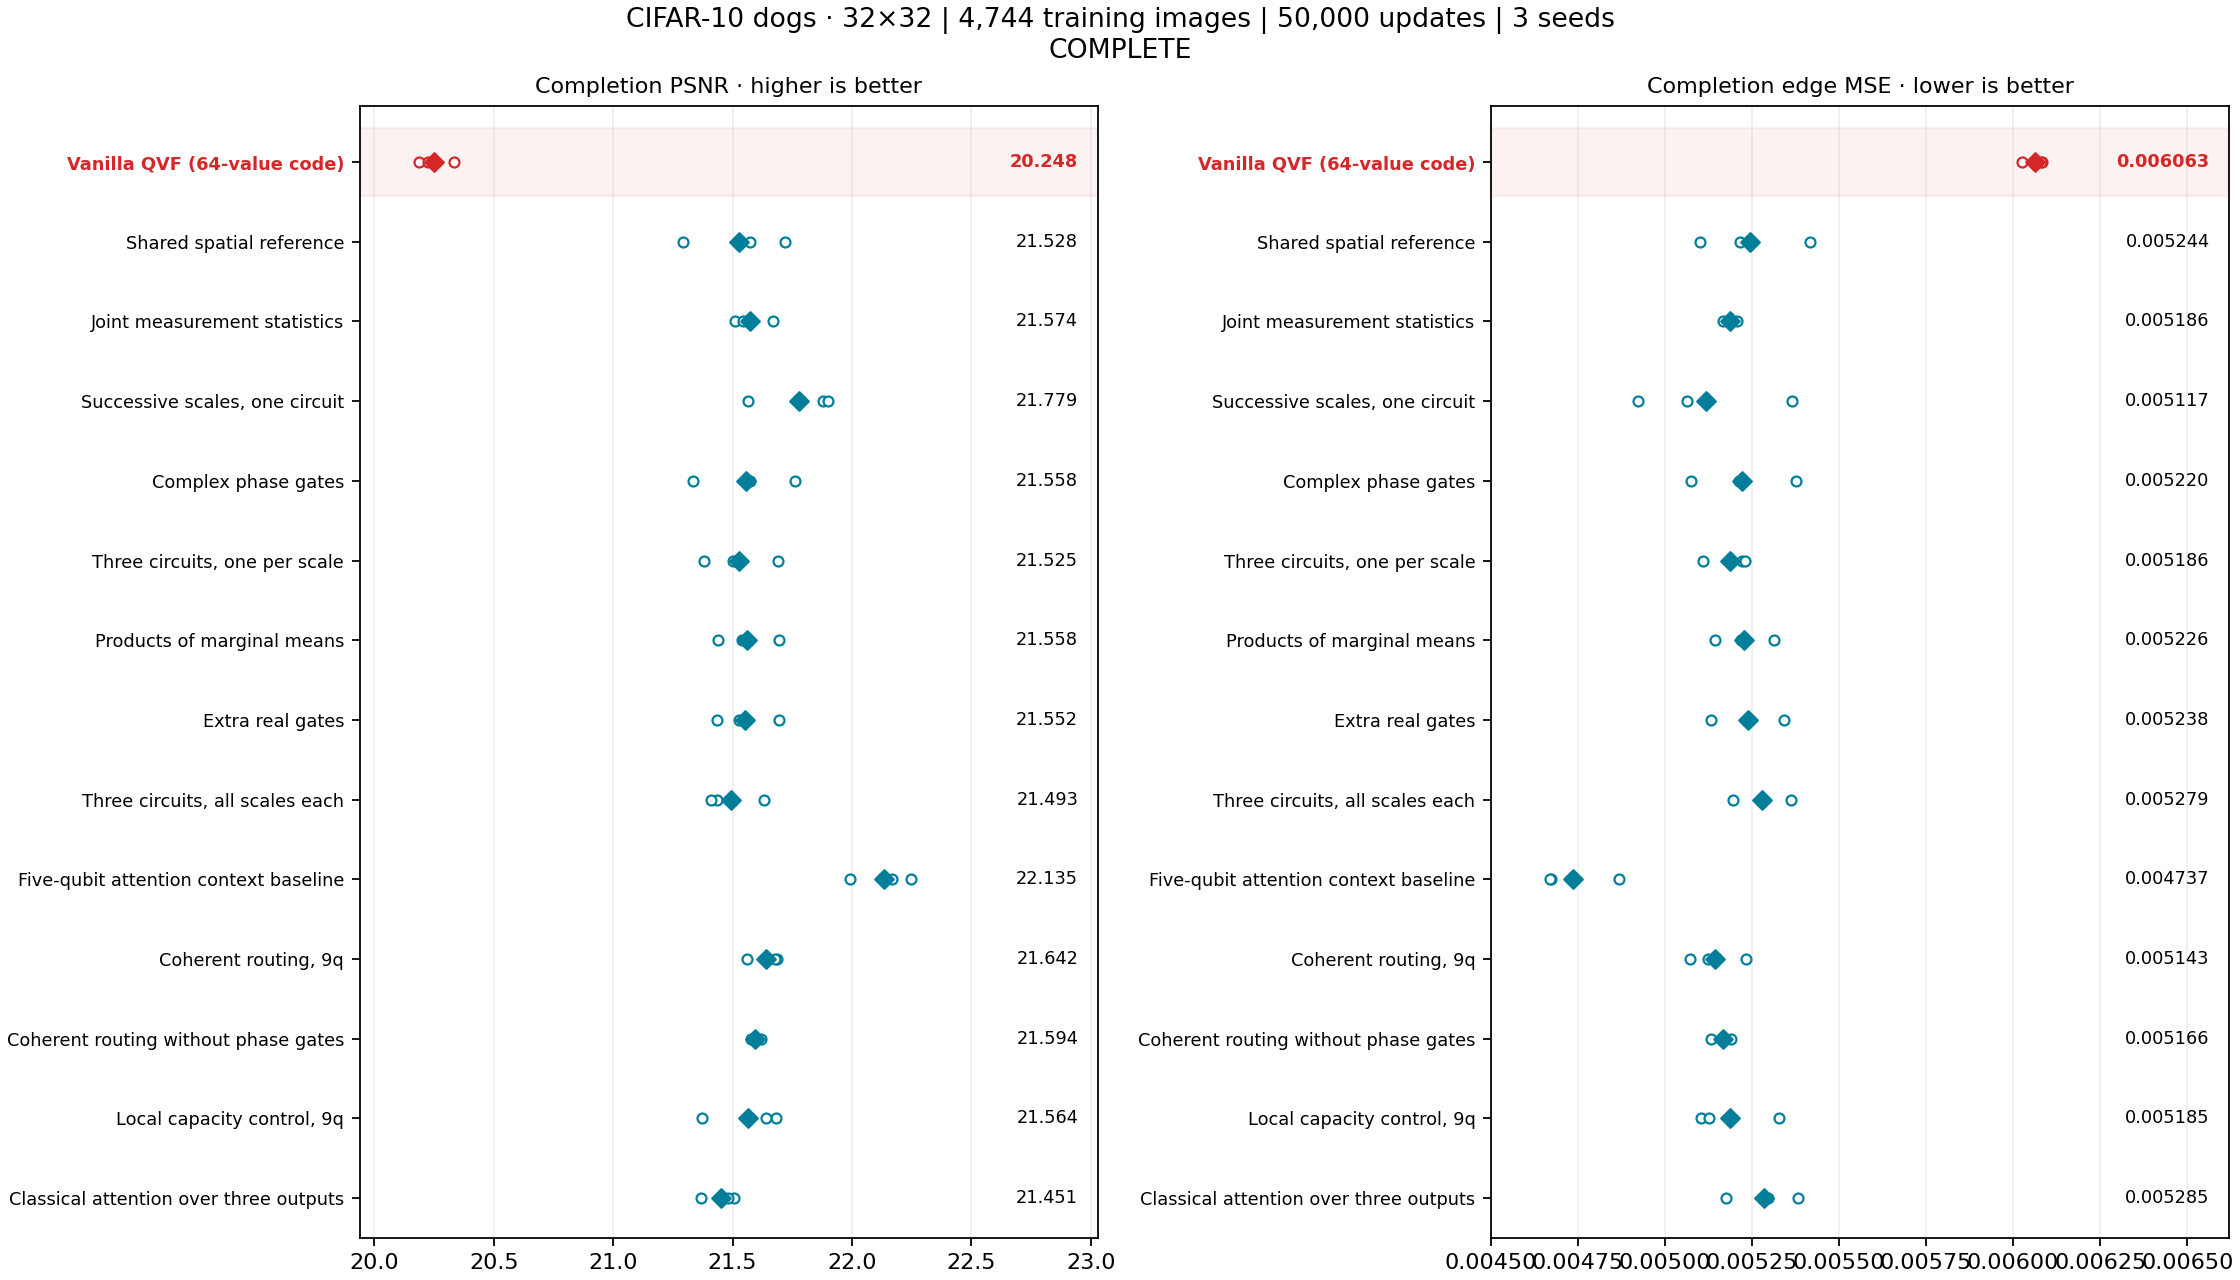 CIFAR-10 dogs · 32×32 | 4,744 training images | 50,000 updates | 3 seeds
COMPLETE
Completion PSNR · higher is better
Vanilla QVF (64-value code) 20.248
Shared spatial reference 21.528
Joint measurement statistics 21.574
Successive scales, one circuit 21.779
Complex phase gates 21.558
Three circuits, one per scale 21.525
Products of marginal means 21.558
Extra real gates 21.552
Three circuits, all scales each 21.493
Five-qubit attention context baseline 22.135
Coherent routing, 9q 21.642
Coherent routing without phase gates 21.594
Local capacity control, 9q 21.564
Classical attention over three outputs 21.451
20.0 20.5 21.0 21.5 22.0 22.5 23.0
Completion edge MSE · lower is better
Vanilla QVF (64-value code) 0.006063
Shared spatial reference 0.005244
Joint measurement statistics 0.005186
Successive scales, one circuit 0.005117
Complex phase gates 0.005220
Three circuits, one per scale 0.005186
Products of marginal means 0.005226
Extra real gates 0.005238
Three circuits, all scales each 0.005279
Five-qubit attention context baseline 0.004737
Coherent routing, 9q 0.005143
Coherent routing without phase gates 0.005166
Local capacity control, 9q 0.005185
Classical attention over three outputs 0.005285
0.00450 0.00475 0.00500 0.00525 0.00550 0.00575 0.00600 0.00625 0.00650